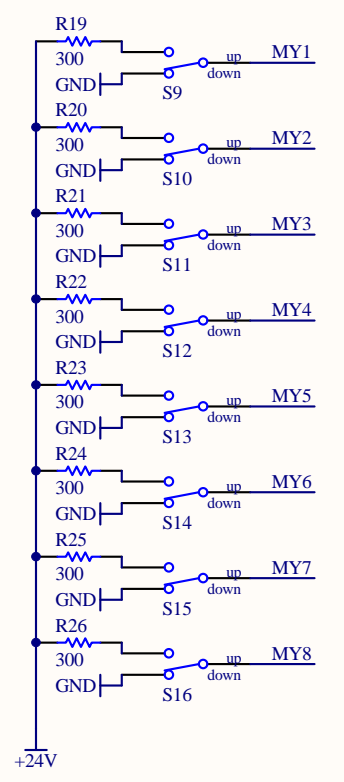 R19
300
GND
S9
up
down
MY1
R20
300
GND
S10
up
down
MY2
R21
300
GND
S11
up
down
MY3
R22
300
GND
S12
up
down
MY4
R23
300
GND
S13
up
down
MY5
R24
300
GND
S14
up
down
MY6
R25
300
GND
S15
up
down
MY7
R26
300
GND
S16
up
down
MY8
+24V